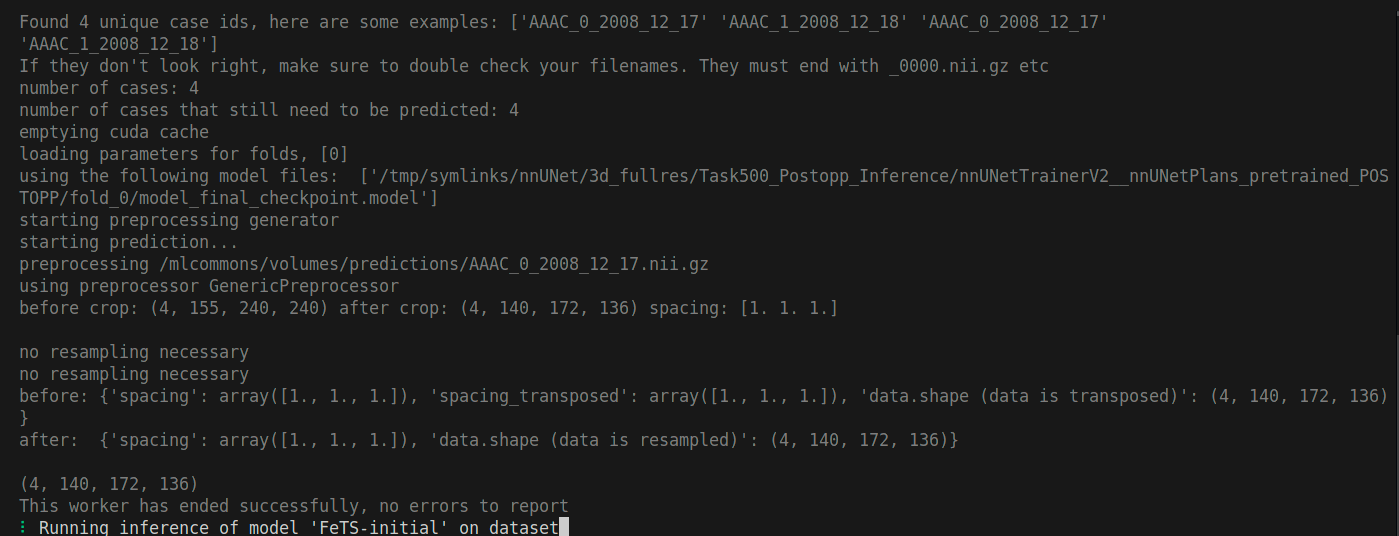 Found 4 unique case ids, here are some examples: ['AAAC_0_2008_12_17' 'AAAC_1_2008_12_18' 'AAAC_0_2008_12_17'
'AAAC_1_2008_12_18']
If they don't look right, make sure to double check your filenames. They must end with _0000.nii.gz etc
number of cases: 4
number of cases that still need to be predicted: 4
emptying cuda cache
loading parameters for folds, [0]
using the following model files:  ['/tmp/symlinks/nnUNet/3d_fullres/Task500_Postopp_Inference/nnUNetTrainerV2__nnUNetPlans_pretrained_POS
TOPP/fold_0/model_final_checkpoint.model']
starting preprocessing generator
starting prediction...
preprocessing /mlcommons/volumes/predictions/AAAC_0_2008_12_17.nii.gz
using preprocessor GenericPreprocessor
before crop: (4, 155, 240, 240) after crop: (4, 140, 172, 136) spacing: [1. 1. 1.]

no resampling necessary
no resampling necessary
before: {'spacing': array([1., 1., 1.]), 'spacing_transposed': array([1., 1., 1.]), 'data.shape (data is transposed)': (4, 140, 172, 136)
}
after:  {'spacing': array([1., 1., 1.]), 'data.shape (data is resampled)': (4, 140, 172, 136)}

(4, 140, 172, 136)
This worker has ended successfully, no errors to report
⠇ Running inference of model 'FeTS-initial' on dataset